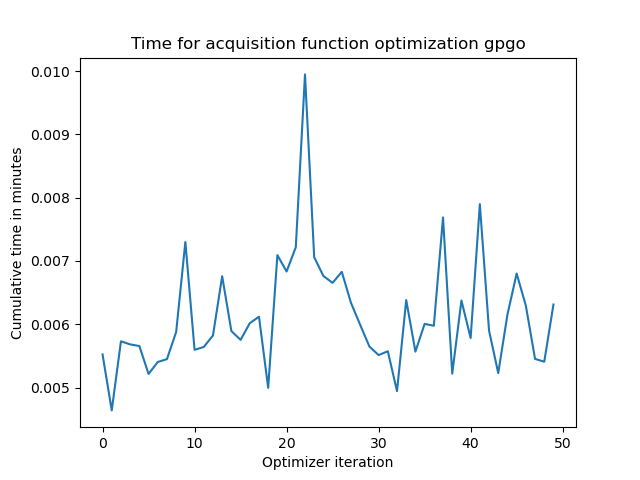 Time for acquisition function optimization gpgo
0.010
0.009
0.008
0.007
0.006
0.005
Cumulative time in minutes
0 10 20 30 40 50
Optimizer iteration